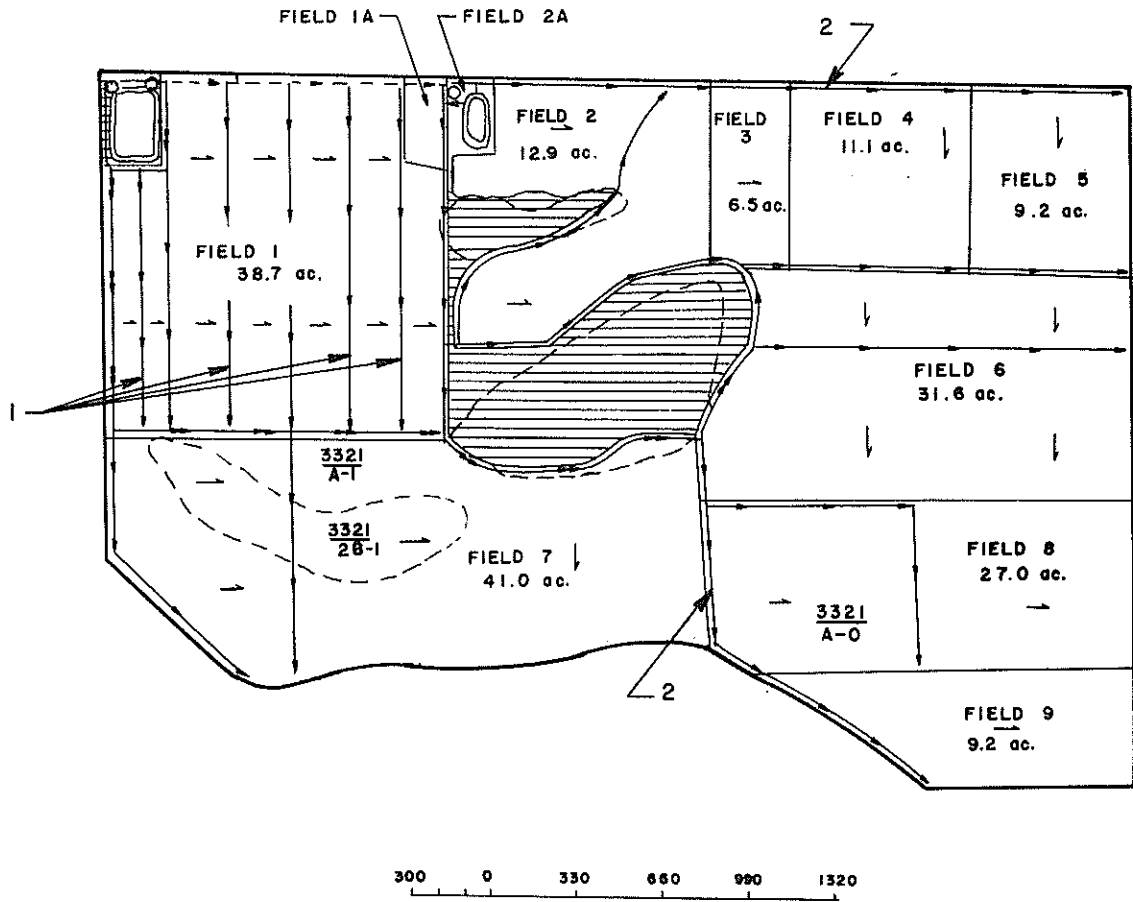 FIELD 1A
FIELD 2A
2
FIELD 2
12.9 ac.
FIELD
3
6.5 ac.
FIELD 4
11.1 ac.
FIELD 5
9.2 ac.
FIELD 1
38.7 ac.
FIELD 6
31.6 ac.
1
3321
A-1
3321
2B-1
FIELD 7
41.0 ac.
FIELD 8
27.0 ac.
3321
A-0
2
FIELD 9
9.2 ac.
300 0 330 660 990 1320